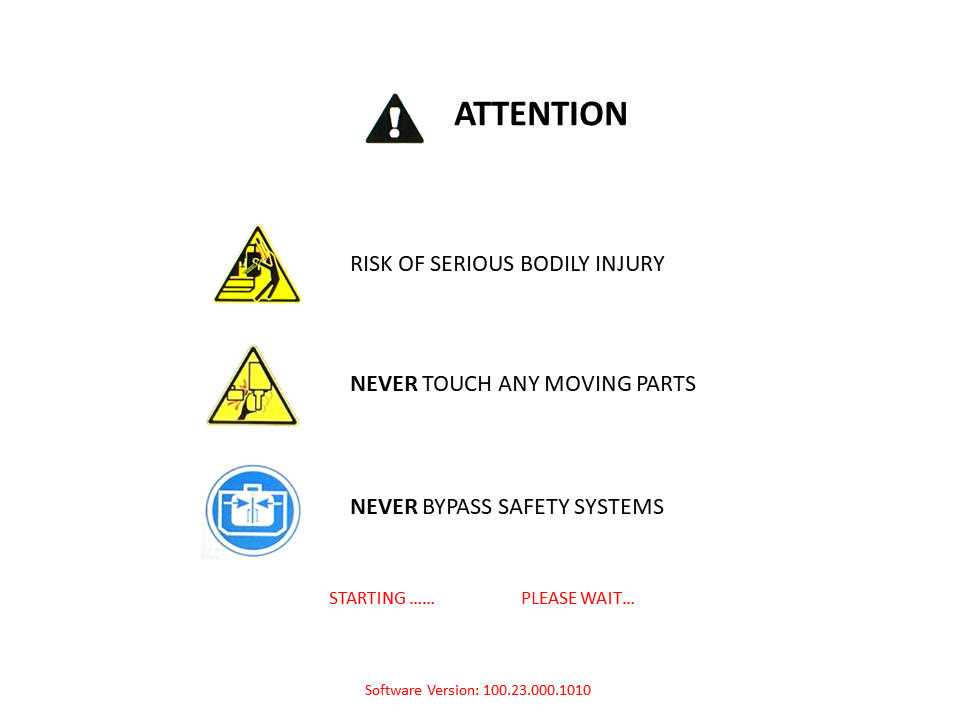 ATTENTION
RISK OF SERIOUS BODILY INJURY
NEVER TOUCH ANY MOVING PARTS
NEVER BYPASS SAFETY SYSTEMS
STARTING ...... PLEASE WAIT...
Software Version: 100.23.000.1010